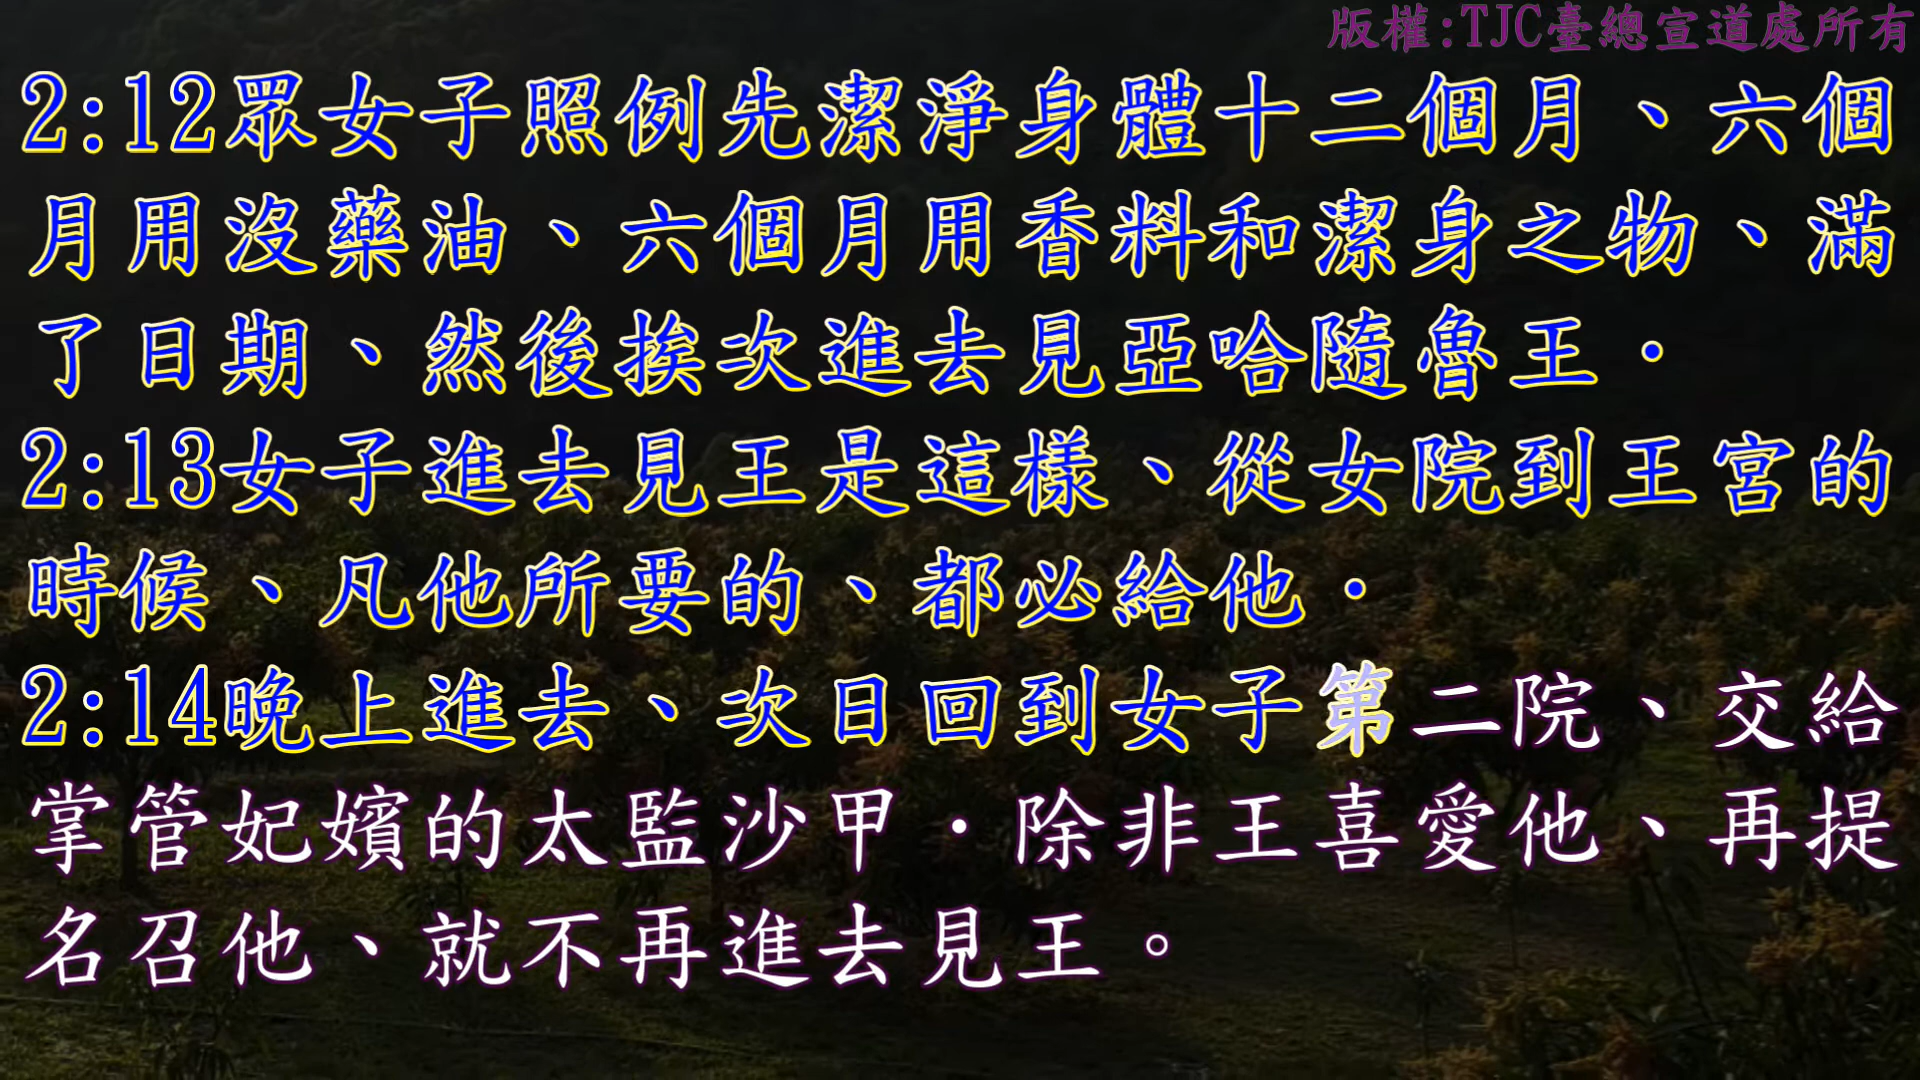 版權:TJC臺總宣道處所有
2:12眾女子照例先潔淨身體十二個月、六個
月用沒藥油、六個月用香料和潔身之物、滿
了日期、然後挨次進去見亞哈隨魯王．
2:13女子進去見王是這樣、從女院到王宮的
時候、凡他所要的、都必給他．
2:14晚上進去、次日回到女子第二院、交給
掌管妃嬪的太監沙甲．除非王喜愛他、再提
名召他、就不再進去見王。